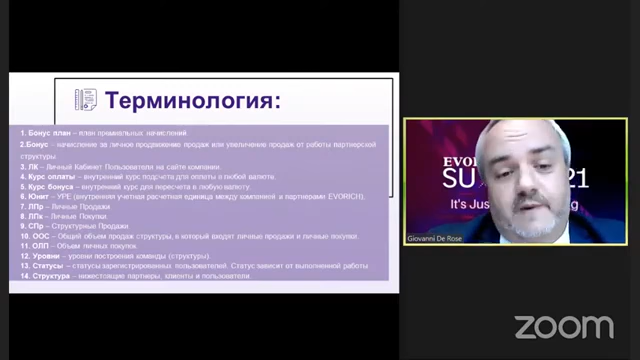 Терминология:
1. Бонус план – план премиальных начислений
2.Бонус – начисление за личное продвижение продаж или увеличение продаж от работы партнерской
структуры
3. ЛК – Личный Кабинет Пользователя на сайте компании.
4. Курс оплаты – внутренний курс подсчета для оплаты в любой валюте.
5. Курс бонуса – внутренний курс для пересчета в любую валюту.
6. Юнит – УРЕ (внутренняя учетная расчетная единица между компанией и партнерами EVORICH).
7. ЛПр – Личные Продажи
8. ЛПк – Личные Покупки.
9. СПр – Структурные Продажи
10. ООС – Общий объем продаж структуры, в который входят личные продажи и личные покупки.
11. ОЛП – Объем личных покупок.
12. Уровни – уровни построения команды (структуры).
13. Статусы – статусы зарегистрированных пользователей. Статус зависит от выполненной работы
14. Структура – нижестоящие партнеры, клиенты и пользователи
EVO
SU 21
It's Jus ng
Giovanni De Rose
zoom